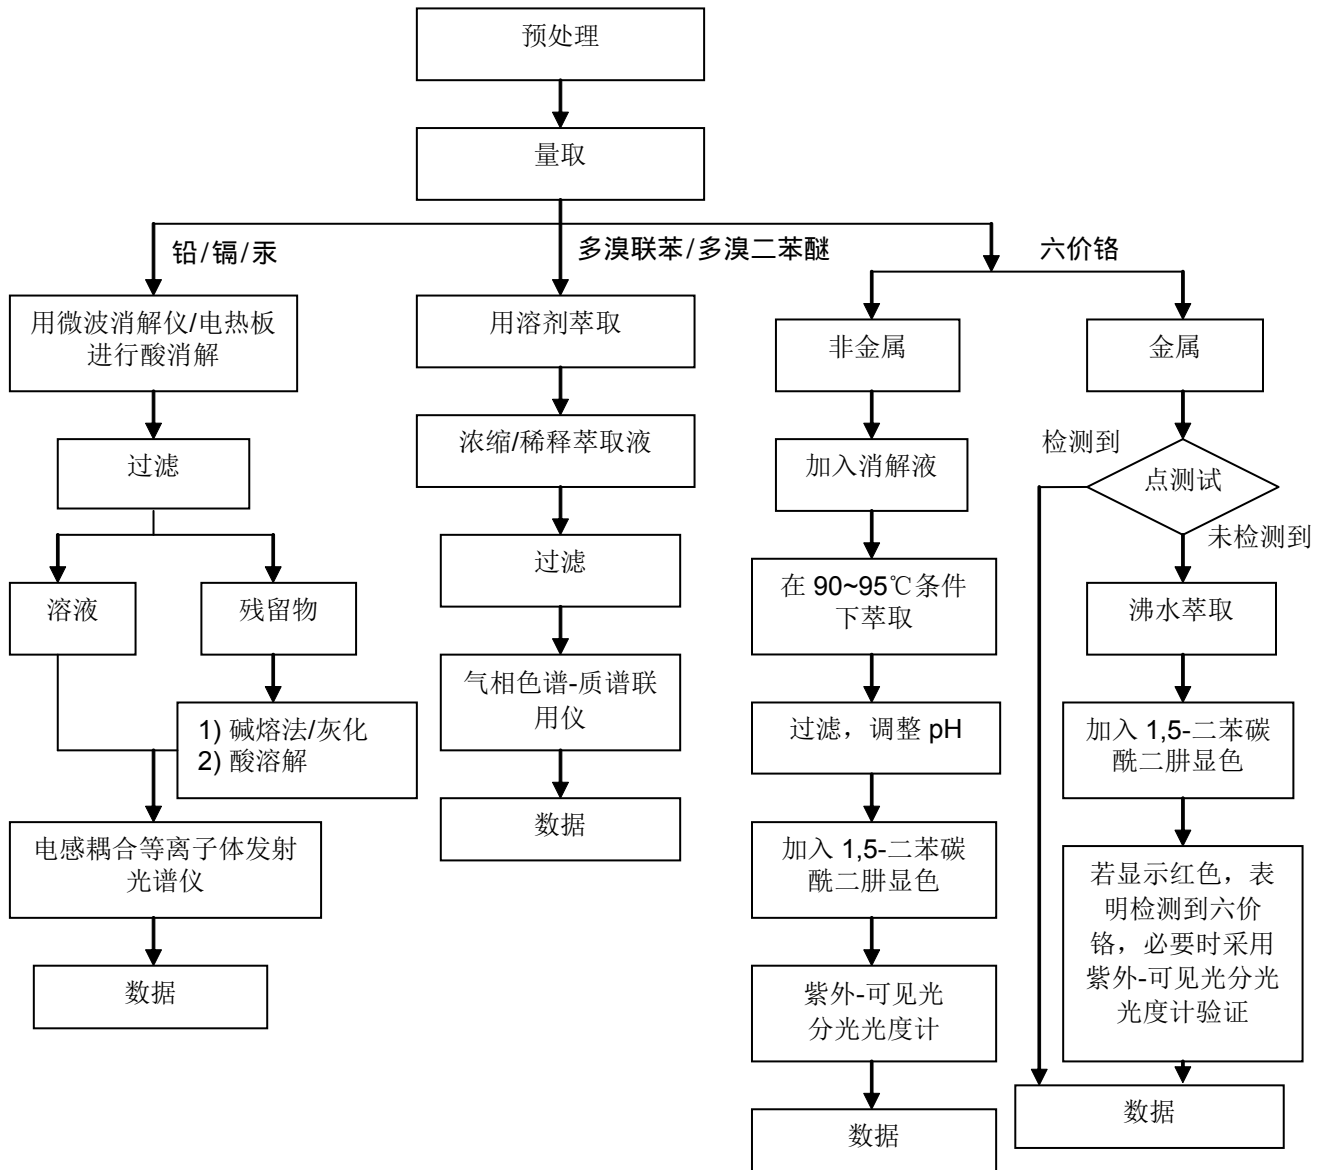 预处理
量取
铅/镉/汞
多溴联苯/多溴二苯醚
六价铬
用微波消解仪/电热板
进行酸消解
过滤
溶液
残留物
1) 碱熔法/灰化
2) 酸溶解
电感耦合等离子体发射
光谱仪
数据
用溶剂萃取
浓缩/稀释萃取液
过滤
气相色谱-质谱联
用仪
数据
非金属
加入消解液
在 90~95℃条件
下萃取
过滤，调整 pH
加入 1,5-二苯碳
酰二肼显色
紫外-可见光
分光光度计
数据
金属
检测到
点测试
未检测到
沸水萃取
加入 1,5-二苯碳
酰二肼显色
若显示红色，表
明检测到六价
铬，必要时采用
紫外-可见光分光
光度计验证
数据